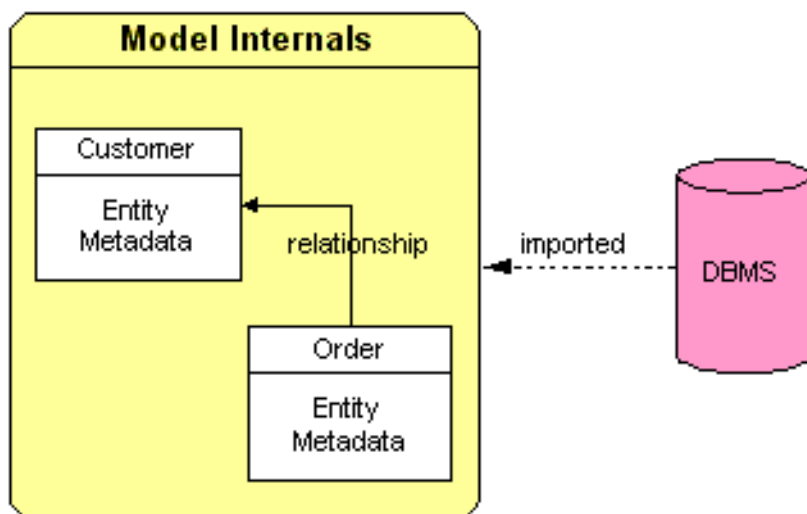 Model Internals
Customer
Entity
Metadata
relationship
imported
DBMS
Order
Entity
Metadata